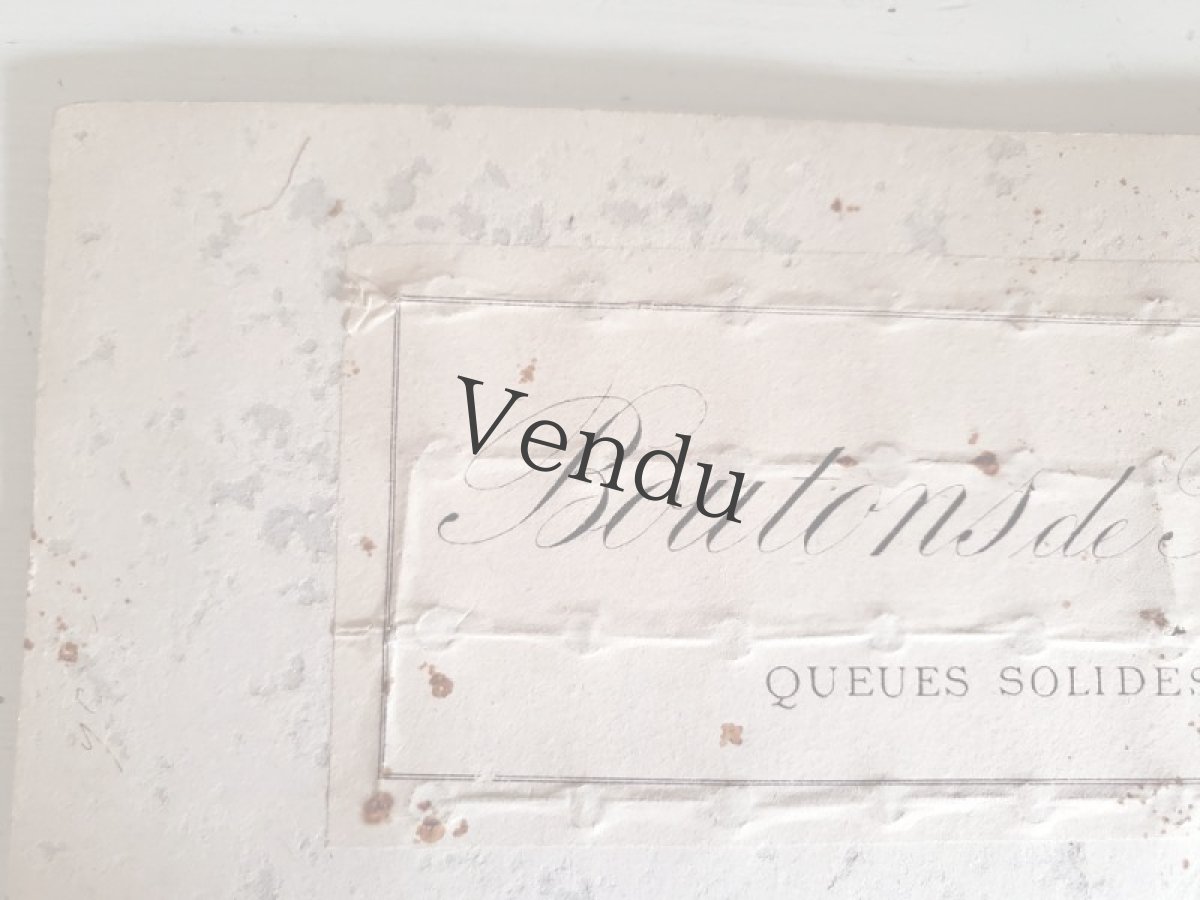 Vendu
Boutons de
QUEUES SOLIDES